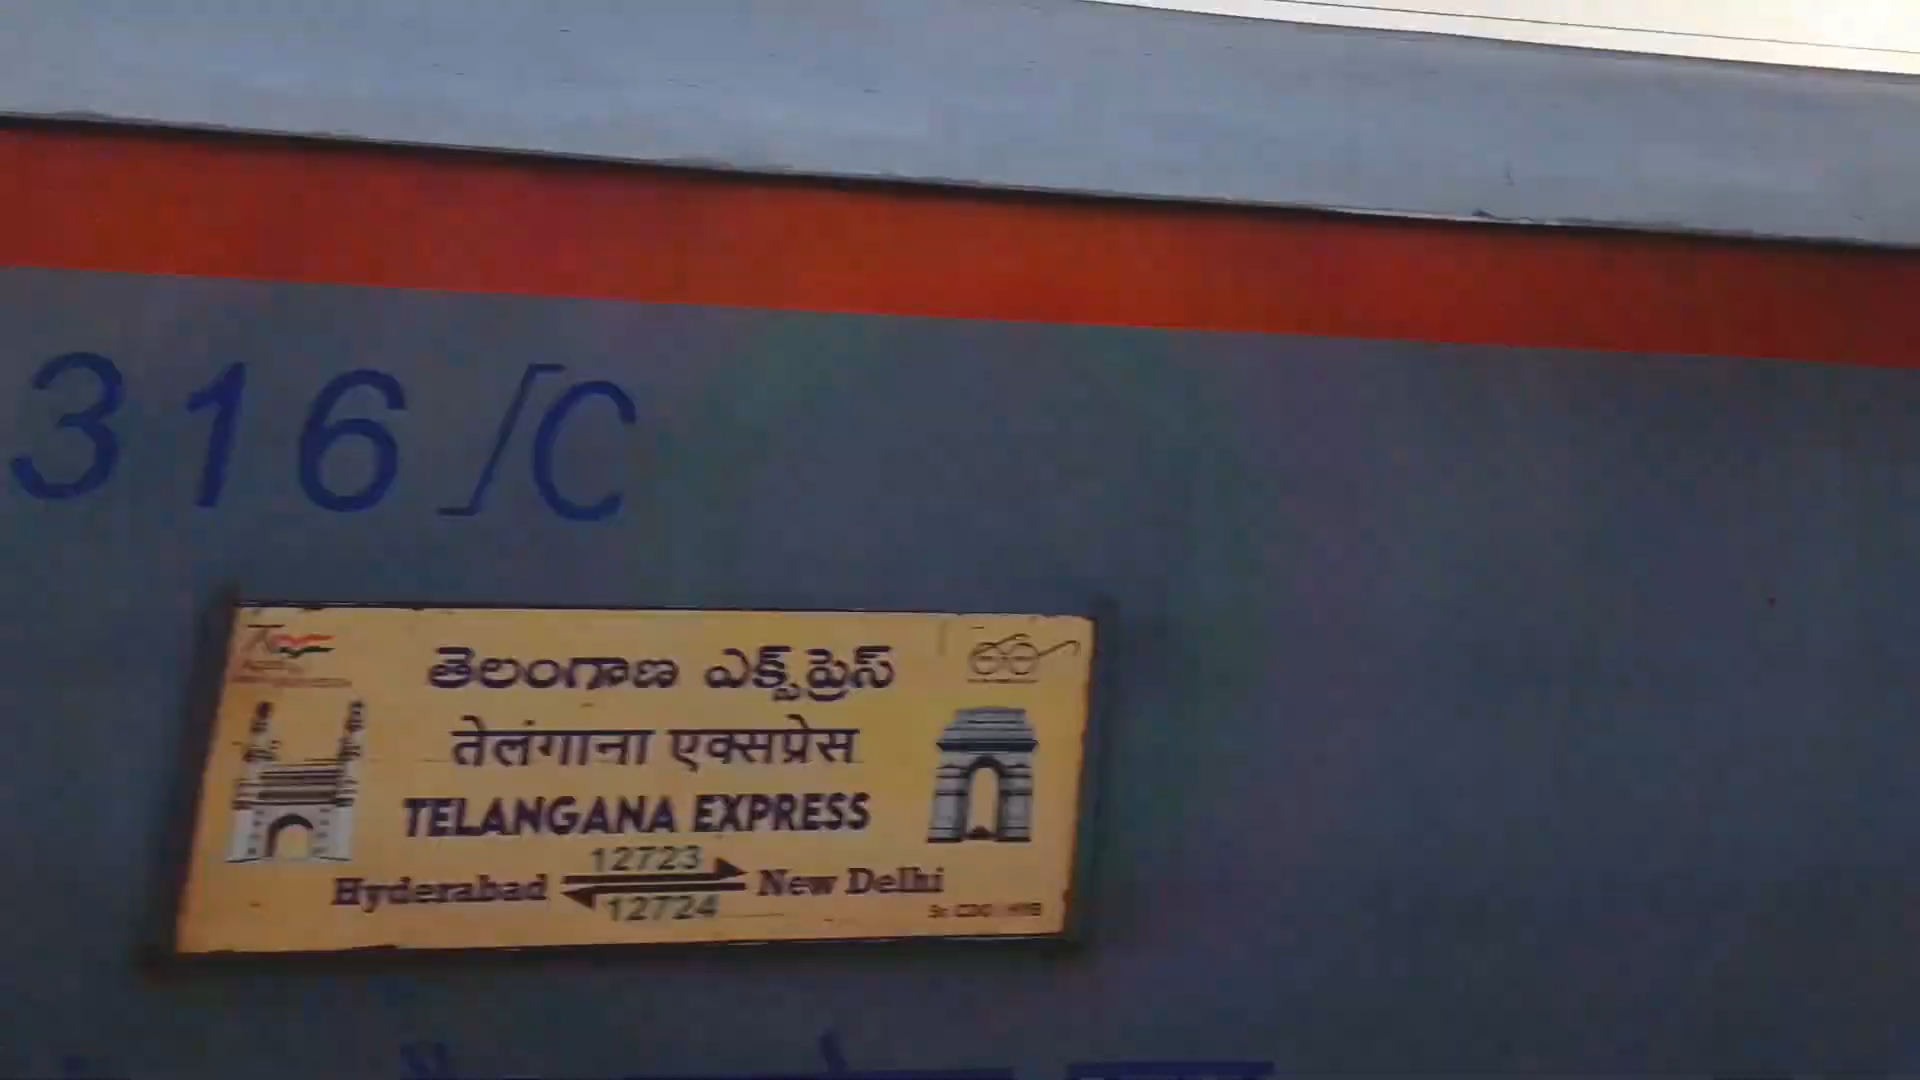 316/C
తెలంగాణ ఎక్స్‌ప్రెస్
तेलंगाना एक्सप्रेस
TELANGANA EXPRESS
12723
Hyderabad New Delhi
12724